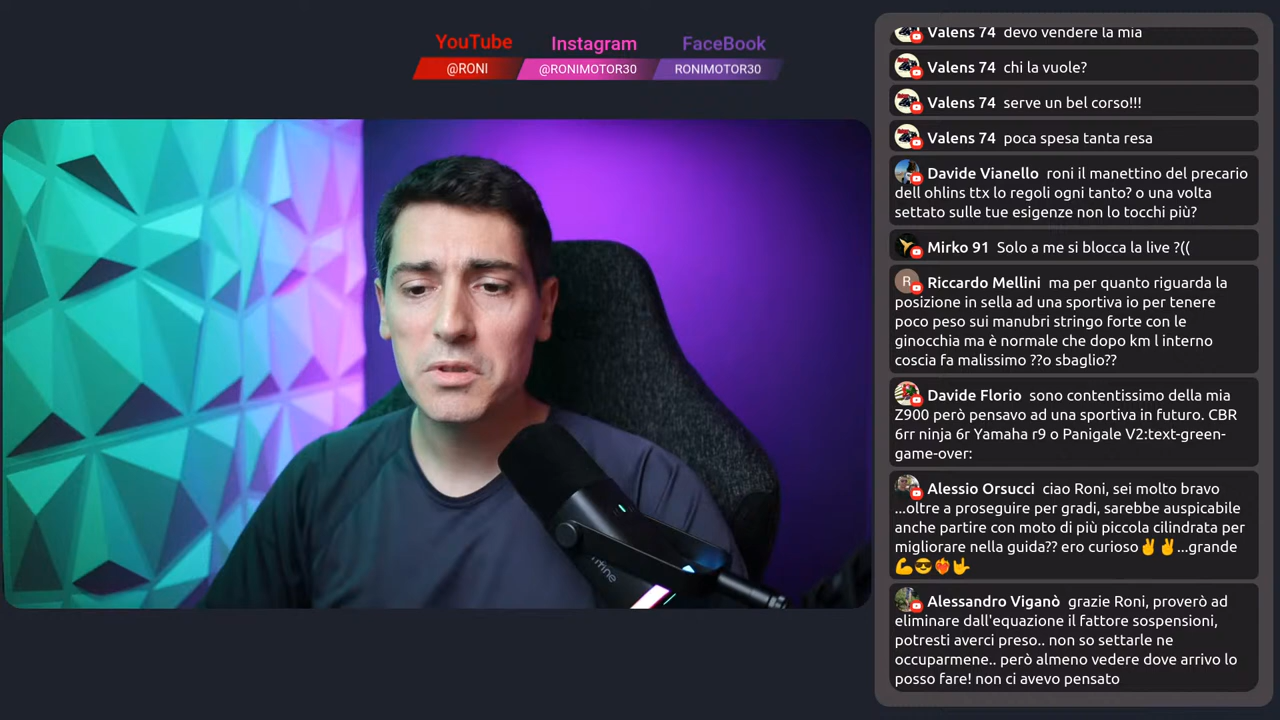 YouTube
Instagram
FaceBook
@RONI
@RONIMOTOR30
RONIMOTOR30
Valens 74 devo vendere la mia
Valens 74 chi la vuole?
Valens 74 serve un bel corso!!!
Valens 74 poca spesa tanta resa
Davide Vianello roni il manettino del precario
dell ohlins ttx lo regoli ogni tanto? o una volta
settato sulle tue esigenze non lo tocchi più?
Mirko 91 Solo a me si blocca la live ?((
R
Riccardo Mellini ma per quanto riguarda la
posizione in sella ad una sportiva io per tenere
poco peso sui manubri stringo forte con le
ginocchia ma è normale che dopo km l interno
coscia fa malissimo ??o sbaglio??
Davide Florio sono contentissimo della mia
Z900 però pensavo ad una sportiva in futuro. CBR
6rr ninja 6r Yamaha r9 o Panigale V2:text-green-
game-over:
Alessio Orsucci ciao Roni, sei molto bravo
...oltre a proseguire per gradi, sarebbe auspicabile
anche partire con moto di più piccola cilindrata per
migliorare nella guida?? ero curioso✌✌...grande
💪😎❤️‍🔥🤟
Alessandro Viganò grazie Roni, proverò ad
eliminare dall'equazione il fattore sospensioni,
potresti averci preso.. non so settarle ne
occuparmene.. però almeno vedere dove arrivo lo
posso fare! non ci avevo pensato